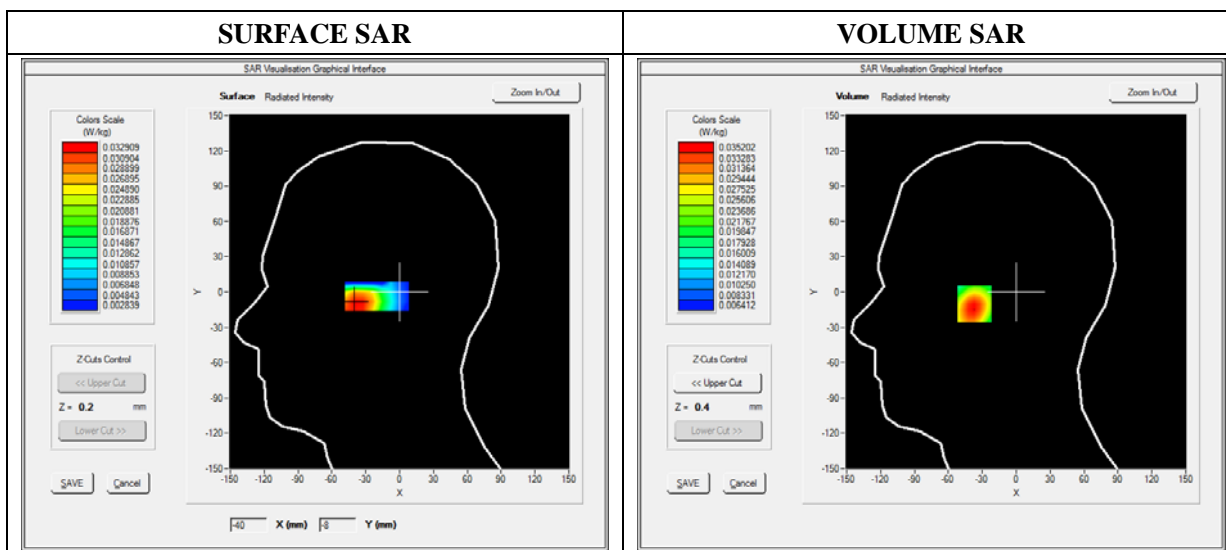 SURFACE SAR
SAR Visualisation Graphical Interface
Surface Radiated Intensity
Zoom In/Out
Colors Scale
(W/kg)
0.032909
0.030904
0.028899
0.026895
0.024890
0.022885
0.020881
0.018876
0.016871
0.014867
0.012862
0.010857
0.008853
0.006848
0.004843
0.002839
Z-Cuts Control
<< Upper Cut
Z = 0.2 mm
Lower Cut >>
SAVE Cancel
150
120
90
60
30
0
-30
-60
-90
-120
-150
Y
-150 -120 -90 -60 -30 0 30 60 90 120 150
X
-40 X (mm) -8 Y (mm)
VOLUME SAR
SAR Visualisation Graphical Interface
Volume Radiated Intensity
Zoom In/Out
Colors Scale
(W/kg)
0.035202
0.033283
0.031364
0.029444
0.027525
0.025606
0.023686
0.021767
0.019847
0.017928
0.016009
0.014089
0.012170
0.010250
0.008331
0.006412
Z-Cuts Control
<< Upper Cut
Z = 0.4 mm
Lower Cut >>
SAVE Cancel
150
120
90
60
30
0
-30
-60
-90
-120
-150
Y
-150 -120 -90 -60 -30 0 30 60 90 120 150
X